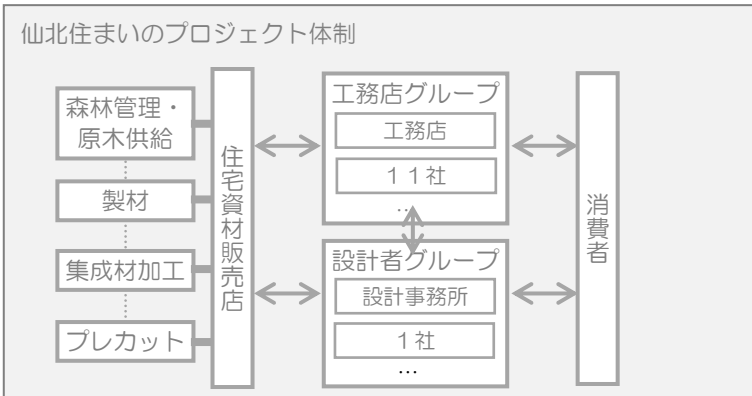 仙北住まいのプロジェクト体制
森林管理・
原木供給
製材
集成材加工
プレカット
住宅資材販売店
工務店グループ
工務店
１１社
…
設計者グループ
設計事務所
１社
…
消費者